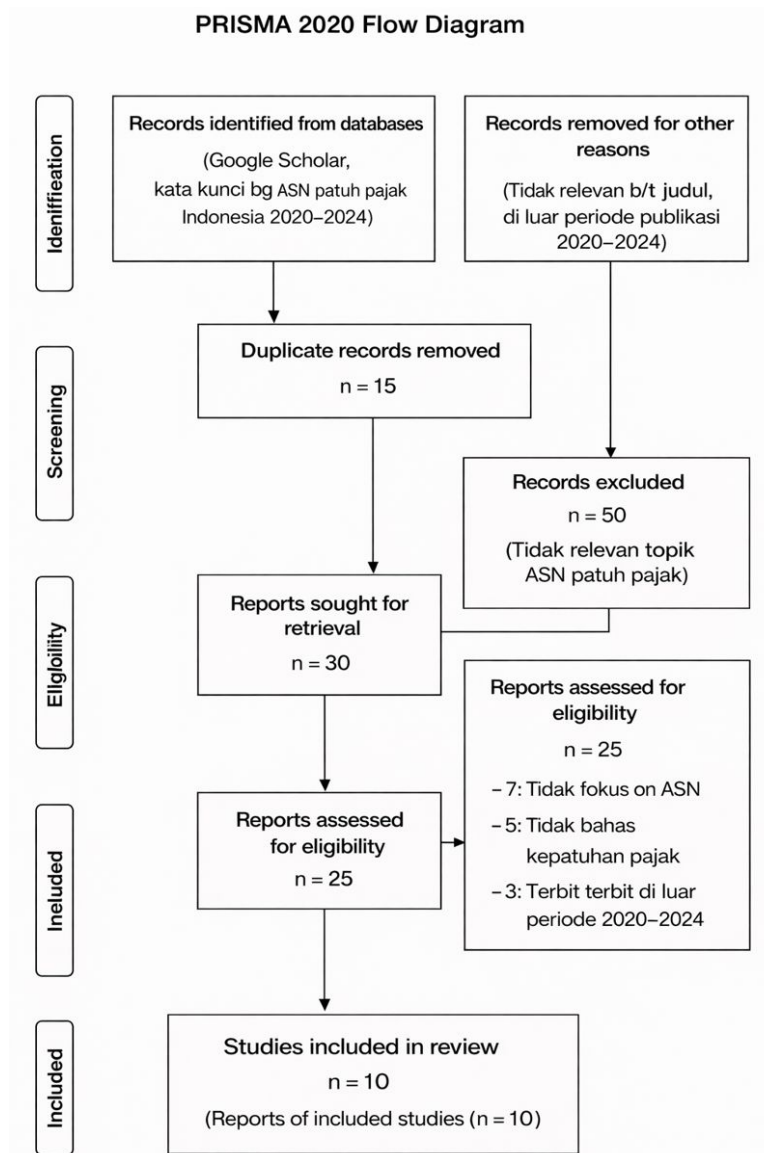 PRISMA 2020 Flow Diagram
Idenifieation
Records identified from databases
(Google Scholar,
kata kunci bg ASN patuh pajak
Indonesia 2020–2024)
Records removed for other
reasons
(Tidak relevan b/t judul,
di luar periode publikasi
2020–2024)
Screening
Duplicate records removed
n = 15
Records excluded
n = 50
(Tidak relevan topik
ASN patuh pajak)
Ellgloility
Reports sought for
retrieval
n = 30
Reports assessed for
eligibility
n = 25
– 7: Tidak fokus on ASN
– 5: Tidak bahas
kepatuhan pajak
– 3: Terbit terbit di luar
periode 2020–2024
Ineluded
Reports assessed
for eligibility
n = 25
Included
Studies included in review
n = 10
(Reports of included studies (n = 10)